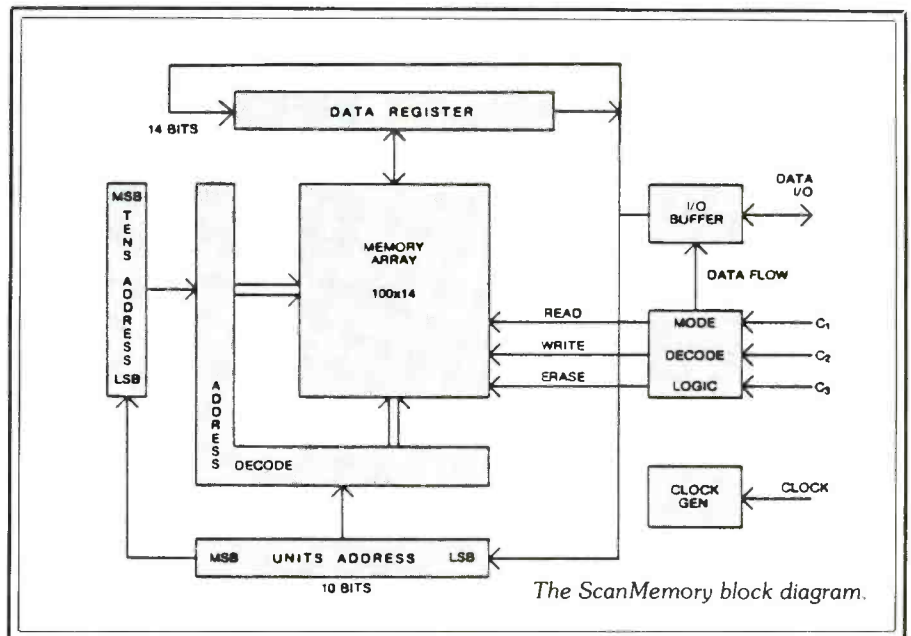 DATA REGISTER
14 BITS
MSB
TENS ADDRESS
LSB
ADDRESS
DECODE
MEMORY
ARRAY
100x14
I/O
BUFFER
DATA
I/O
DATA FLOW
READ
WRITE
ERASE
MODE
DECODE
LOGIC
C₁
C₂
C₃
CLOCK
GEN
CLOCK
MSB UNITS ADDRESS LSB
10 BITS
The ScanMemory block diagram.